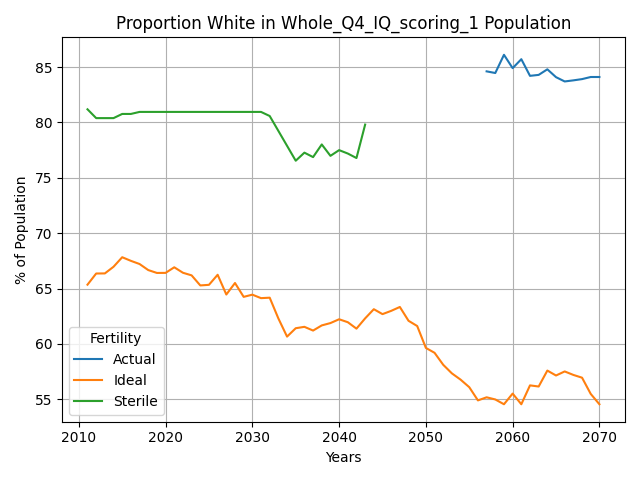 Proportion White in Whole_Q4_IQ_scoring_1 Population
% of Population
85
80
75
70
65
60
55
Fertility
Actual
Ideal
Sterile
2010 2020 2030 2040 2050 2060 2070
Years